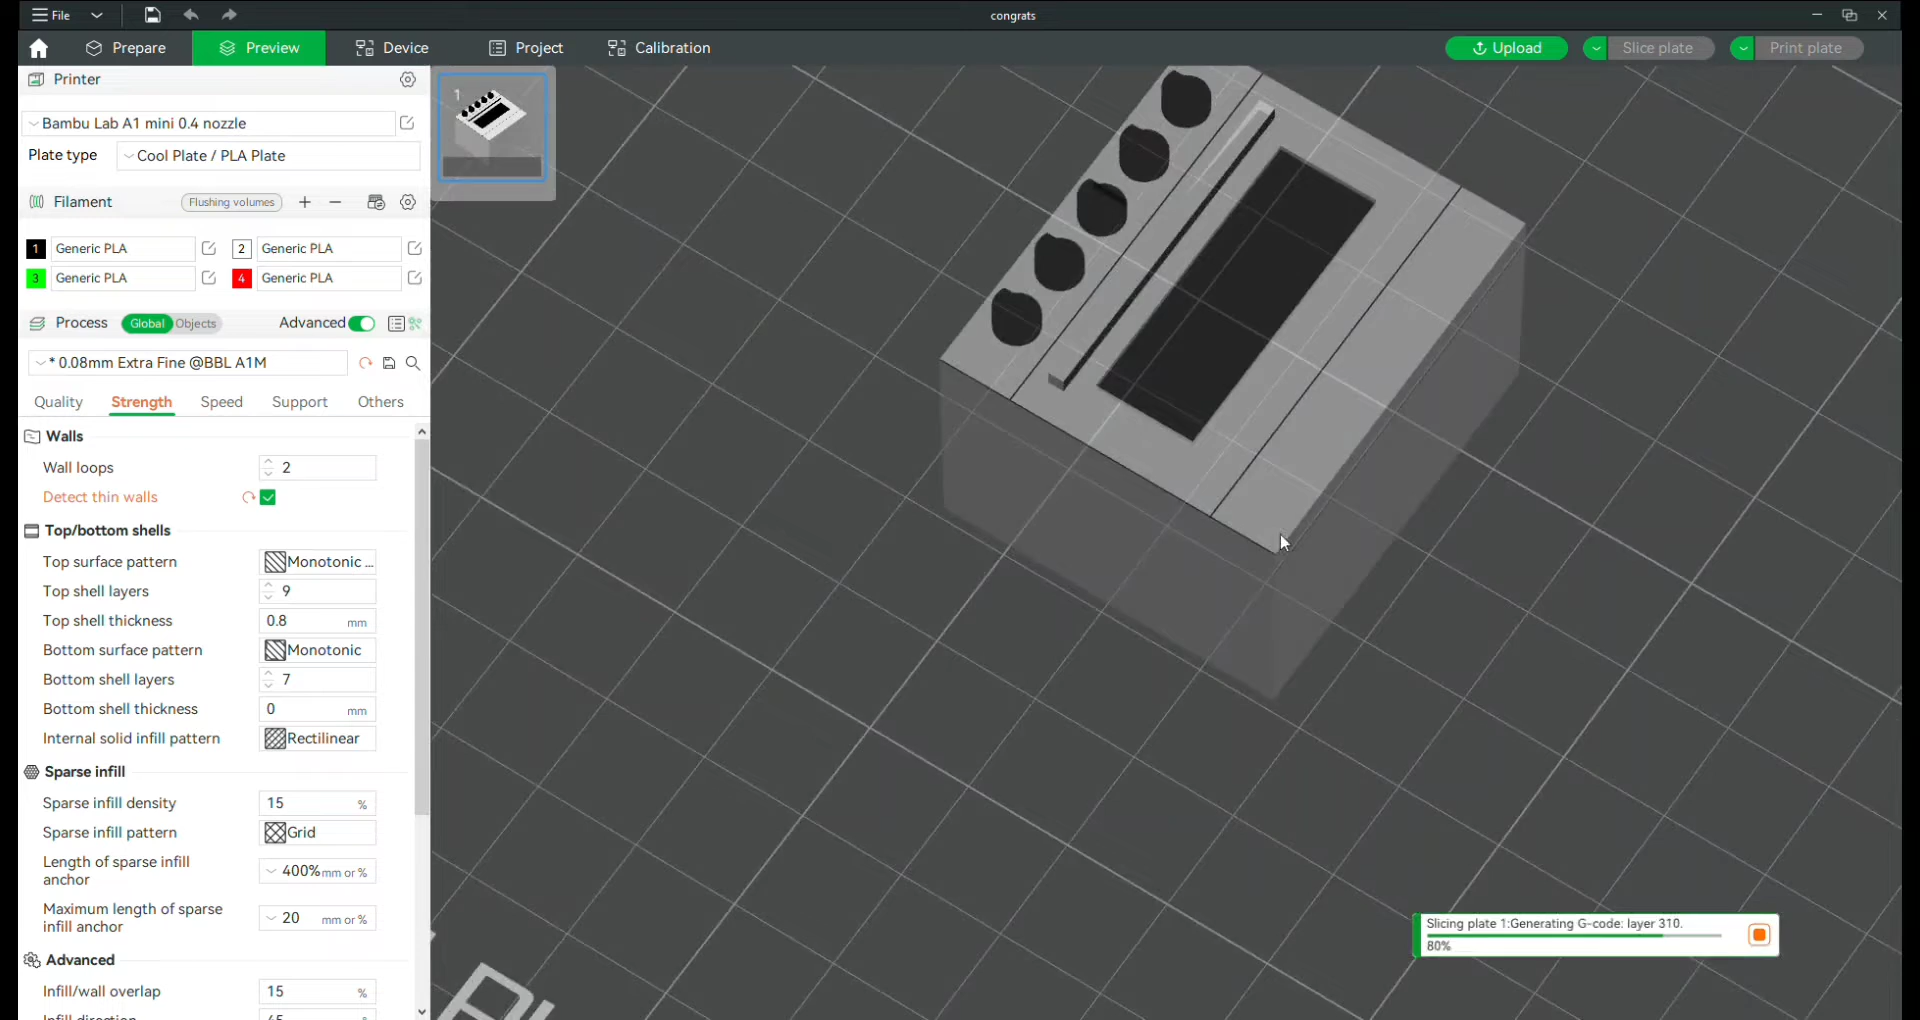 File
congrats
Prepare
Preview
Device
Project
Calibration
Upload
Slice plate
Print plate
Printer
Bambu Lab A1 mini 0.4 nozzle
Plate type
Cool Plate / PLA Plate
Filament
Flushing volumes
1 Generic PLA
2 Generic PLA
3 Generic PLA
4 Generic PLA
Process
Global
Objects
Advanced
* 0.08mm Extra Fine @BBL A1M
Quality
Strength
Speed
Support
Others
Walls
Wall loops 2
Detect thin walls
Top/bottom shells
Top surface pattern Monotonic ...
Top shell layers 9
Top shell thickness 0.8 mm
Bottom surface pattern Monotonic
Bottom shell layers 7
Bottom shell thickness 0 mm
Internal solid infill pattern Rectilinear
Sparse infill
Sparse infill density 15 %
Sparse infill pattern Grid
Length of sparse infill
anchor 400% mm or %
Maximum length of sparse
infill anchor 20 mm or %
Advanced
Infill/wall overlap 15 %
Infill direction 45 °
1
Slicing plate 1:Generating G-code: layer 310.
80%